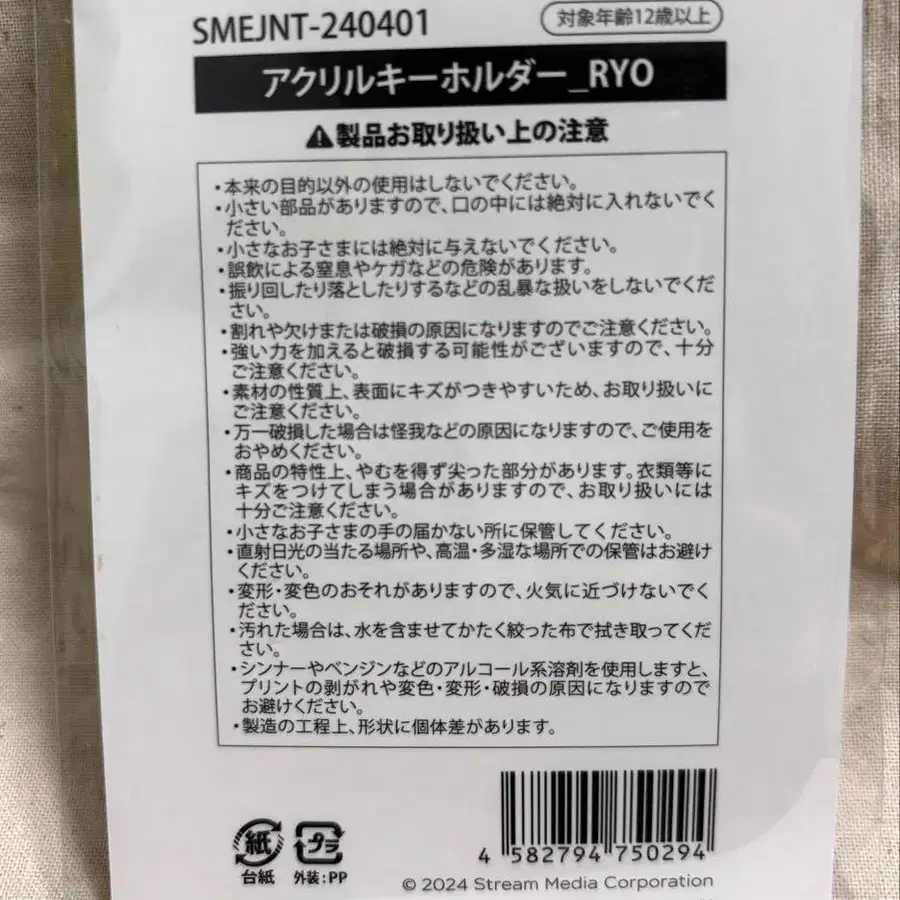 SMEJNT-240401
対象年齢12歳以上
アクリルキーホルダー_RYO
製品お取り扱い上の注意
・本来の目的以外の使用はしないでください。
・小さい部品がありますので、口の中には絶対に入れないでく
ださい。
・小さなお子さまには絶対に与えないでください。
・誤飲による窒息やケガなどの危険があります。
・振り回したり落としたりするなどの乱暴な扱いをしないでくだ
さい。
・割れや欠けまたは破損の原因になりますのでご注意ください。
・強い力を加えると破損する可能性がございますので、十分
ご注意ください。
・素材の性質上、表面にキズがつきやすいため、お取り扱いに
ご注意ください。
・万一破損した場合は怪我などの原因になりますので、ご使用を
おやめください。
・商品の特性上、やむを得ず尖った部分があります。衣類等に
キズをつけてしまう場合がありますので、お取り扱いには
十分ご注意ください。
・小さなお子さまの手の届かない所に保管してください。
・直射日光の当たる場所や、高温・多湿な場所での保管はお避け
ください。
・変形・変色のおそれがありますので、火気に近づけないでく
ださい。
・汚れた場合は、水を含ませてかたく絞った布で拭き取ってくだ
さい。
・シンナーやベンジンなどのアルコール系溶剤を使用しますと、
プリントの剥がれや変色・変形・破損の原因になりますので
お避けください。
・製造の工程上、形状に個体差があります。
紙
台紙
プラ
外装:PP
4 582794 750294
© 2024 Stream Media Corporation